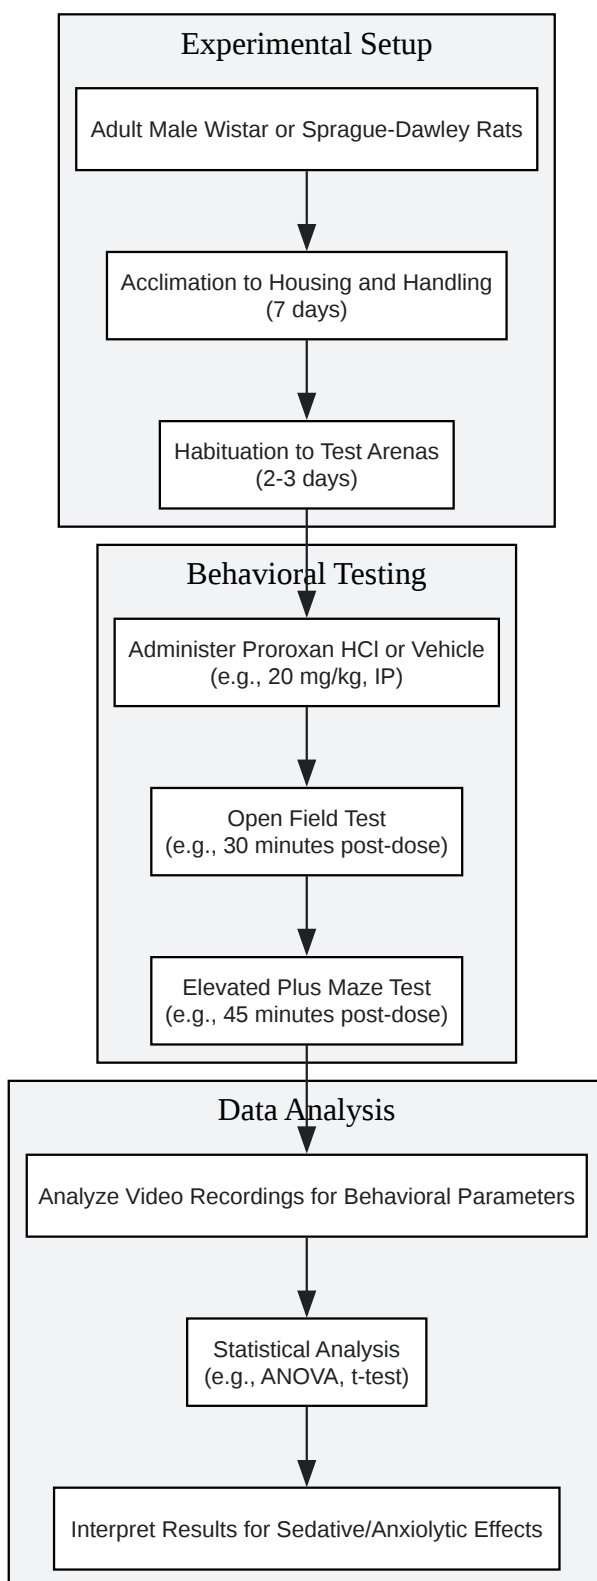 Experimental Setup
Adult Male Wistar or Sprague-Dawley Rats
Acclimation to Housing and Handling
(7 days)
Habituation to Test Arenas
(2-3 days)
Behavioral Testing
Administer Proroxan HCl or Vehicle
(e.g., 20 mg/kg, IP)
Open Field Test
(e.g., 30 minutes post-dose)
Elevated Plus Maze Test
(e.g., 45 minutes post-dose)
Data Analysis
Analyze Video Recordings for Behavioral Parameters
Statistical Analysis
(e.g., ANOVA, t-test)
Interpret Results for Sedative/Anxiolytic Effects